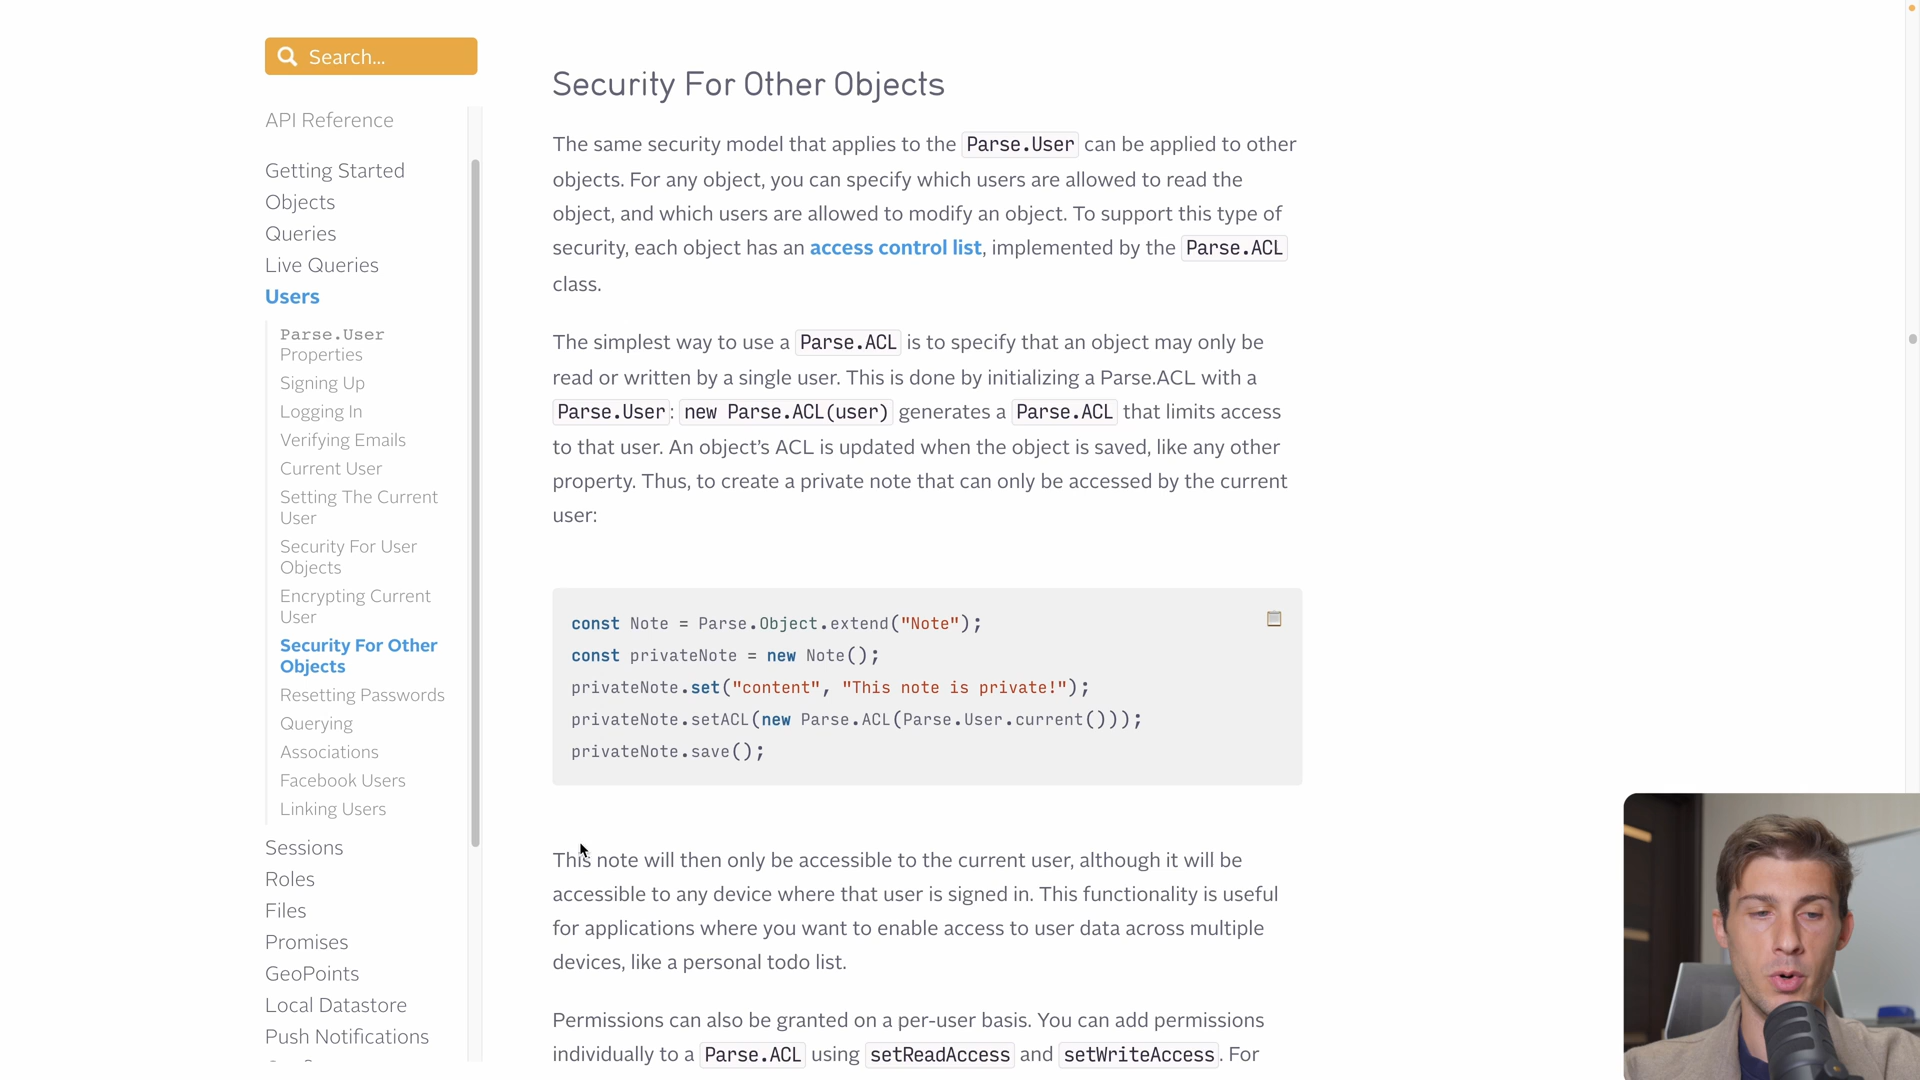 Search...
API Reference
Getting Started
Objects
Queries
Live Queries
Users
Parse.User
Properties
Signing Up
Logging In
Verifying Emails
Current User
Setting The Current
User
Security For User
Objects
Encrypting Current
User
Security For Other
Objects
Resetting Passwords
Querying
Associations
Facebook Users
Linking Users
Sessions
Roles
Files
Promises
GeoPoints
Local Datastore
Push Notifications
Security For Other Objects
The same security model that applies to the Parse.User can be applied to other
objects. For any object, you can specify which users are allowed to read the
object, and which users are allowed to modify an object. To support this type of
security, each object has an access control list, implemented by the Parse.ACL
class.
The simplest way to use a Parse.ACL is to specify that an object may only be
read or written by a single user. This is done by initializing a Parse.ACL with a
Parse.User: new Parse.ACL(user) generates a Parse.ACL that limits access
to that user. An object’s ACL is updated when the object is saved, like any other
property. Thus, to create a private note that can only be accessed by the current
user:
const Note = Parse.Object.extend("Note");
const privateNote = new Note();
privateNote.set("content", "This note is private!");
privateNote.setACL(new Parse.ACL(Parse.User.current()));
privateNote.save();
This note will then only be accessible to the current user, although it will be
accessible to any device where that user is signed in. This functionality is useful
for applications where you want to enable access to user data across multiple
devices, like a personal todo list.
Permissions can also be granted on a per-user basis. You can add permissions
individually to a Parse.ACL using setReadAccess and setWriteAccess. For